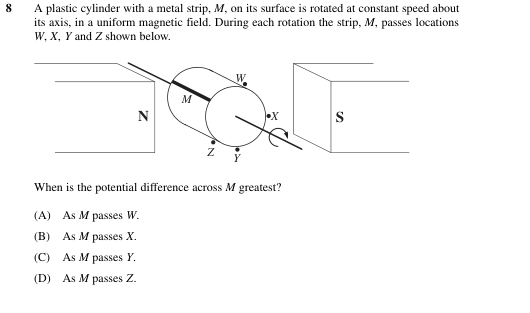 8 A plastic cylinder with a metal strip, M, on its surface is rotated at constant speed about
its axis, in a uniform magnetic field. During each rotation the strip, M, passes locations
W, X, Y and Z shown below.
W
M
N
X
S
Z
Y
When is the potential difference across M greatest?
(A) As M passes W.
(B) As M passes X.
(C) As M passes Y.
(D) As M passes Z.